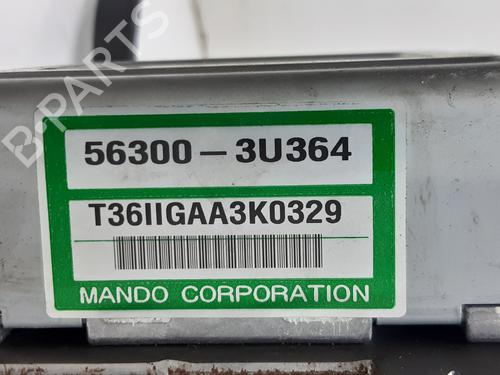 B-PARTS
56300-3U364
T36IIGAA3K0329
MANDO CORPORATION